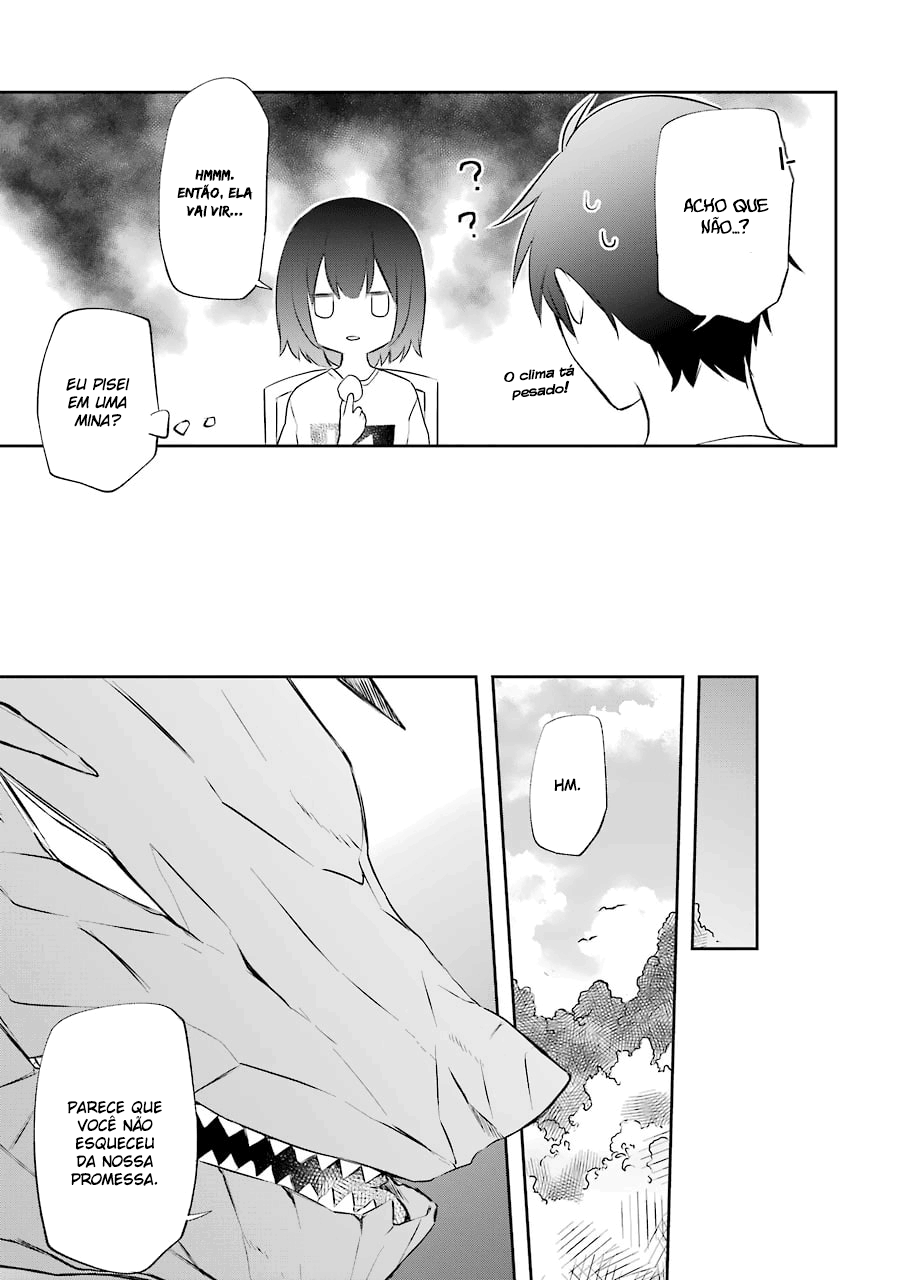 ACHO QUE
NÃO...?
HMMM.
ENTÃO, ELA
VAI VIR...
?
?
O clima tá
pesado!
EU PISEI
EM UMA
MINA?
HM.
PARECE QUE
VOCÊ NÃO
ESQUECEU
DA NOSSA
PROMESSA.